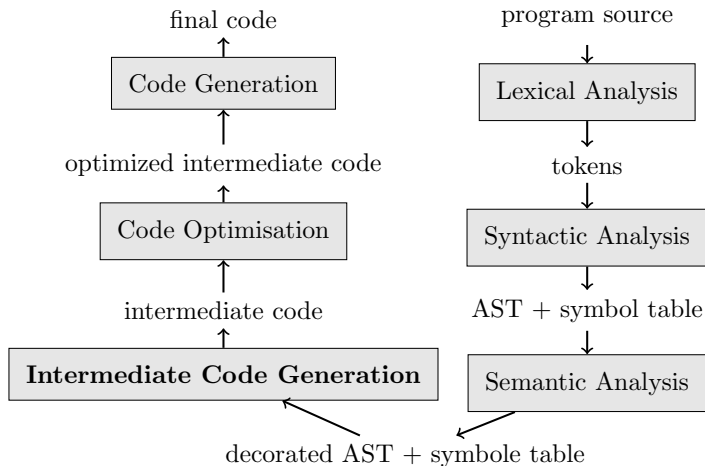 program source
Lexical Analysis
tokens
Syntactic Analysis
AST + symbol table
Semantic Analysis
decorated AST + symbole table
Intermediate Code Generation
intermediate code
Code Optimisation
optimized intermediate code
Code Generation
final code